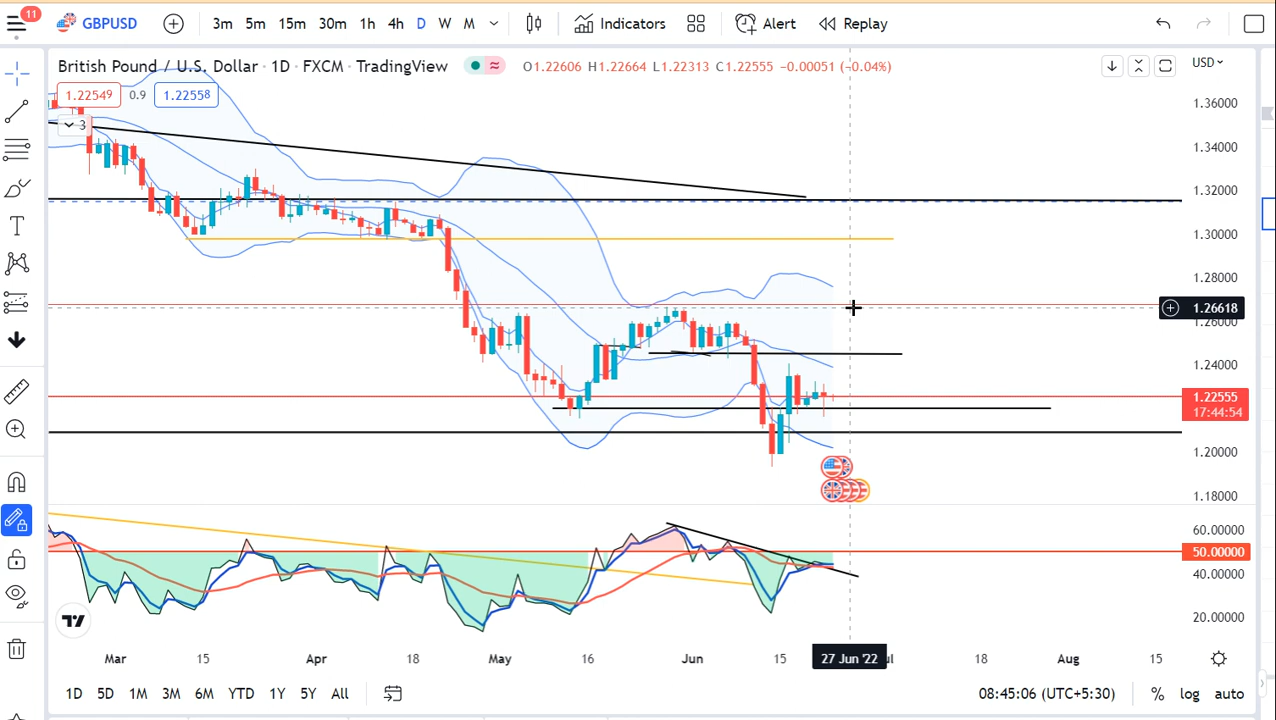 11
GBPUSD
3m 5m 15m 30m 1h 4h D W M
Indicators
Alert
Replay
British Pound / U.S. Dollar · 1D · FXCM · TradingView
O1.22606 H1.22664 L1.22313 C1.22555 −0.00051 (−0.04%)
USD
1.22549 0.9 1.22558
3
1.36000
1.34000
1.32000
1.30000
1.28000
1.26618
1.26000
1.24000
1.22555
17:44:54
1.20000
1.18000
60.00000
50.00000
40.00000
20.00000
Mar 15 Apr 18 May 16 Jun 15 27 Jun '22 18 Aug 15
1D 5D 1M 3M 6M YTD 1Y 5Y All
08:45:06 (UTC+5:30) % log auto